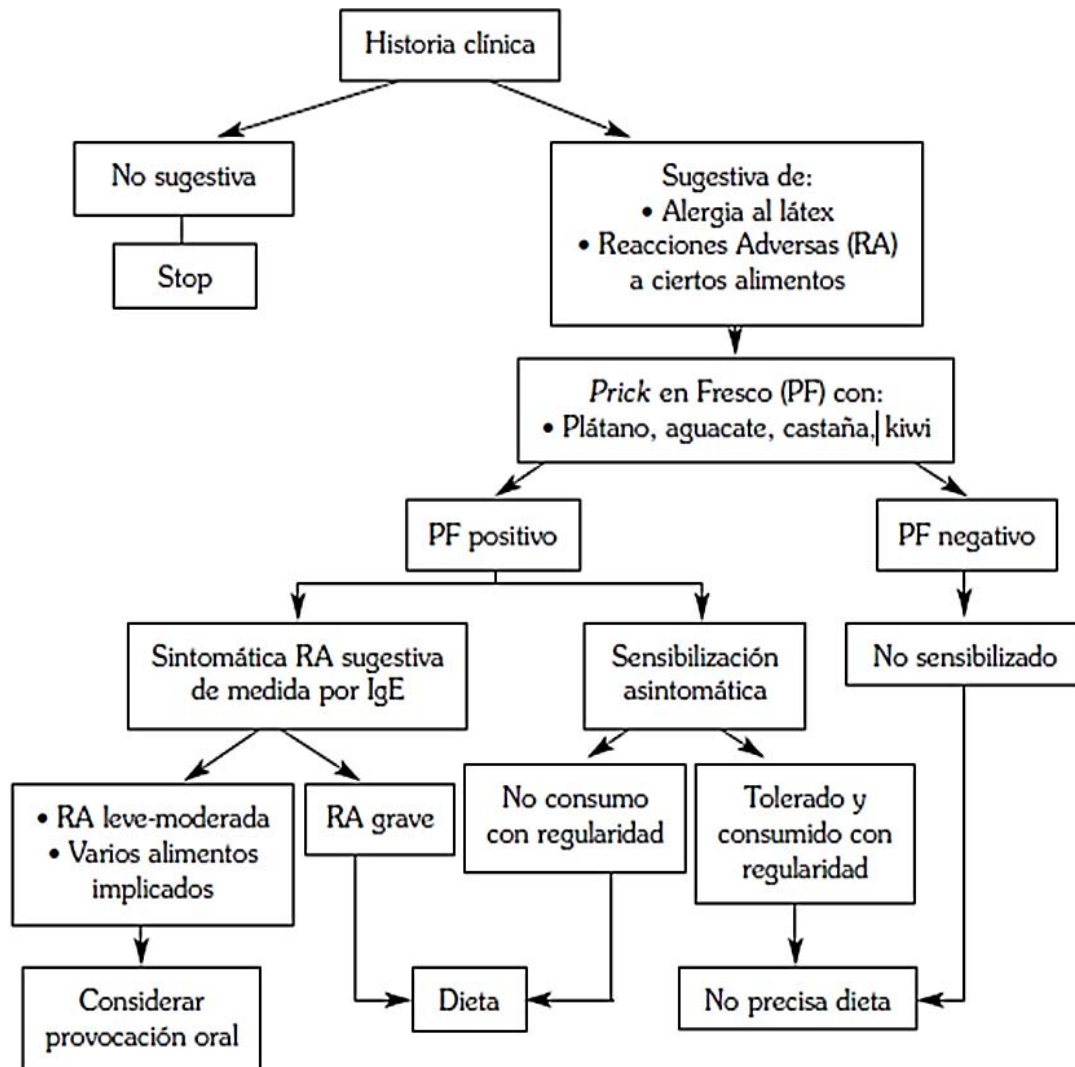 Historia clínica
No sugestiva
Stop
Sugestiva de:
• Alergia al látex
• Reacciones Adversas (RA)
a ciertos alimentos
Prick en Fresco (PF) con:
• Plátano, aguacate, castaña, kiwi
PF positivo
PF negativo
Sintomática RA sugestiva
de medida por IgE
Sensibilización
asintomática
No sensibilizado
• RA leve-moderada
• Varios alimentos
implicados
RA grave
No consumo
con regularidad
Tolerado y
consumido con
regularidad
Considerar
provocación oral
Dieta
No precisa dieta